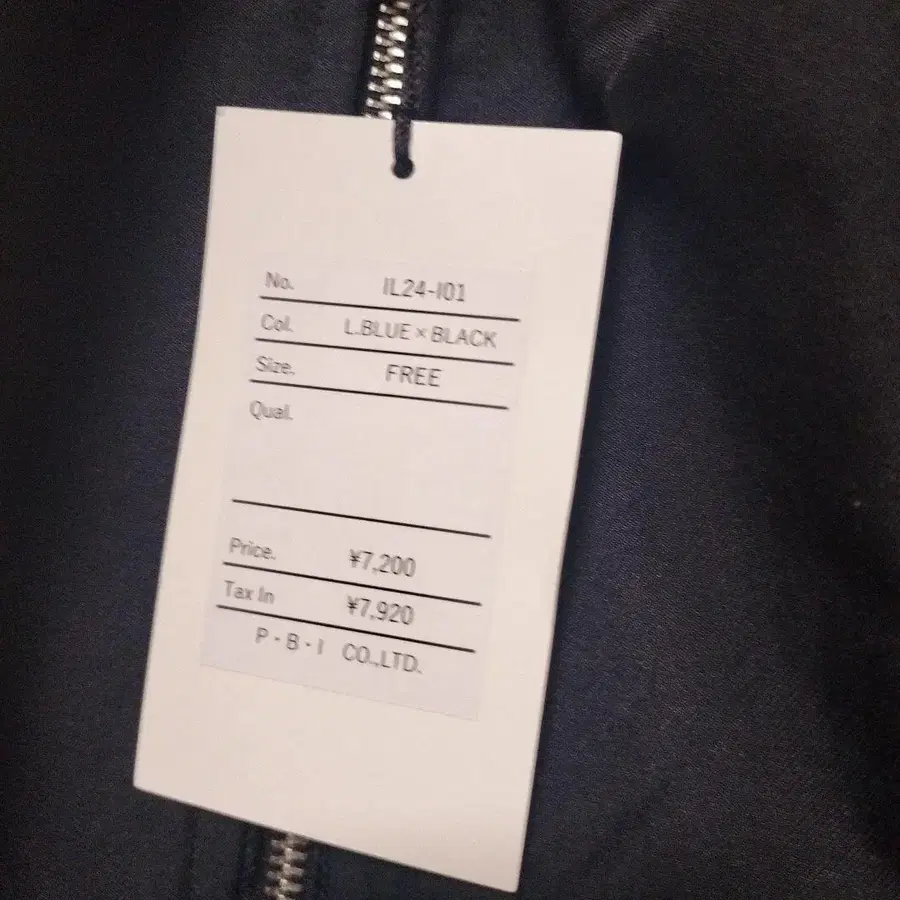 No. IL24-I01
Col. L.BLUE×BLACK
Size. FREE
Qual.
Price. ¥7,200
Tax In ¥7,920
P・B・I CO.,LTD.